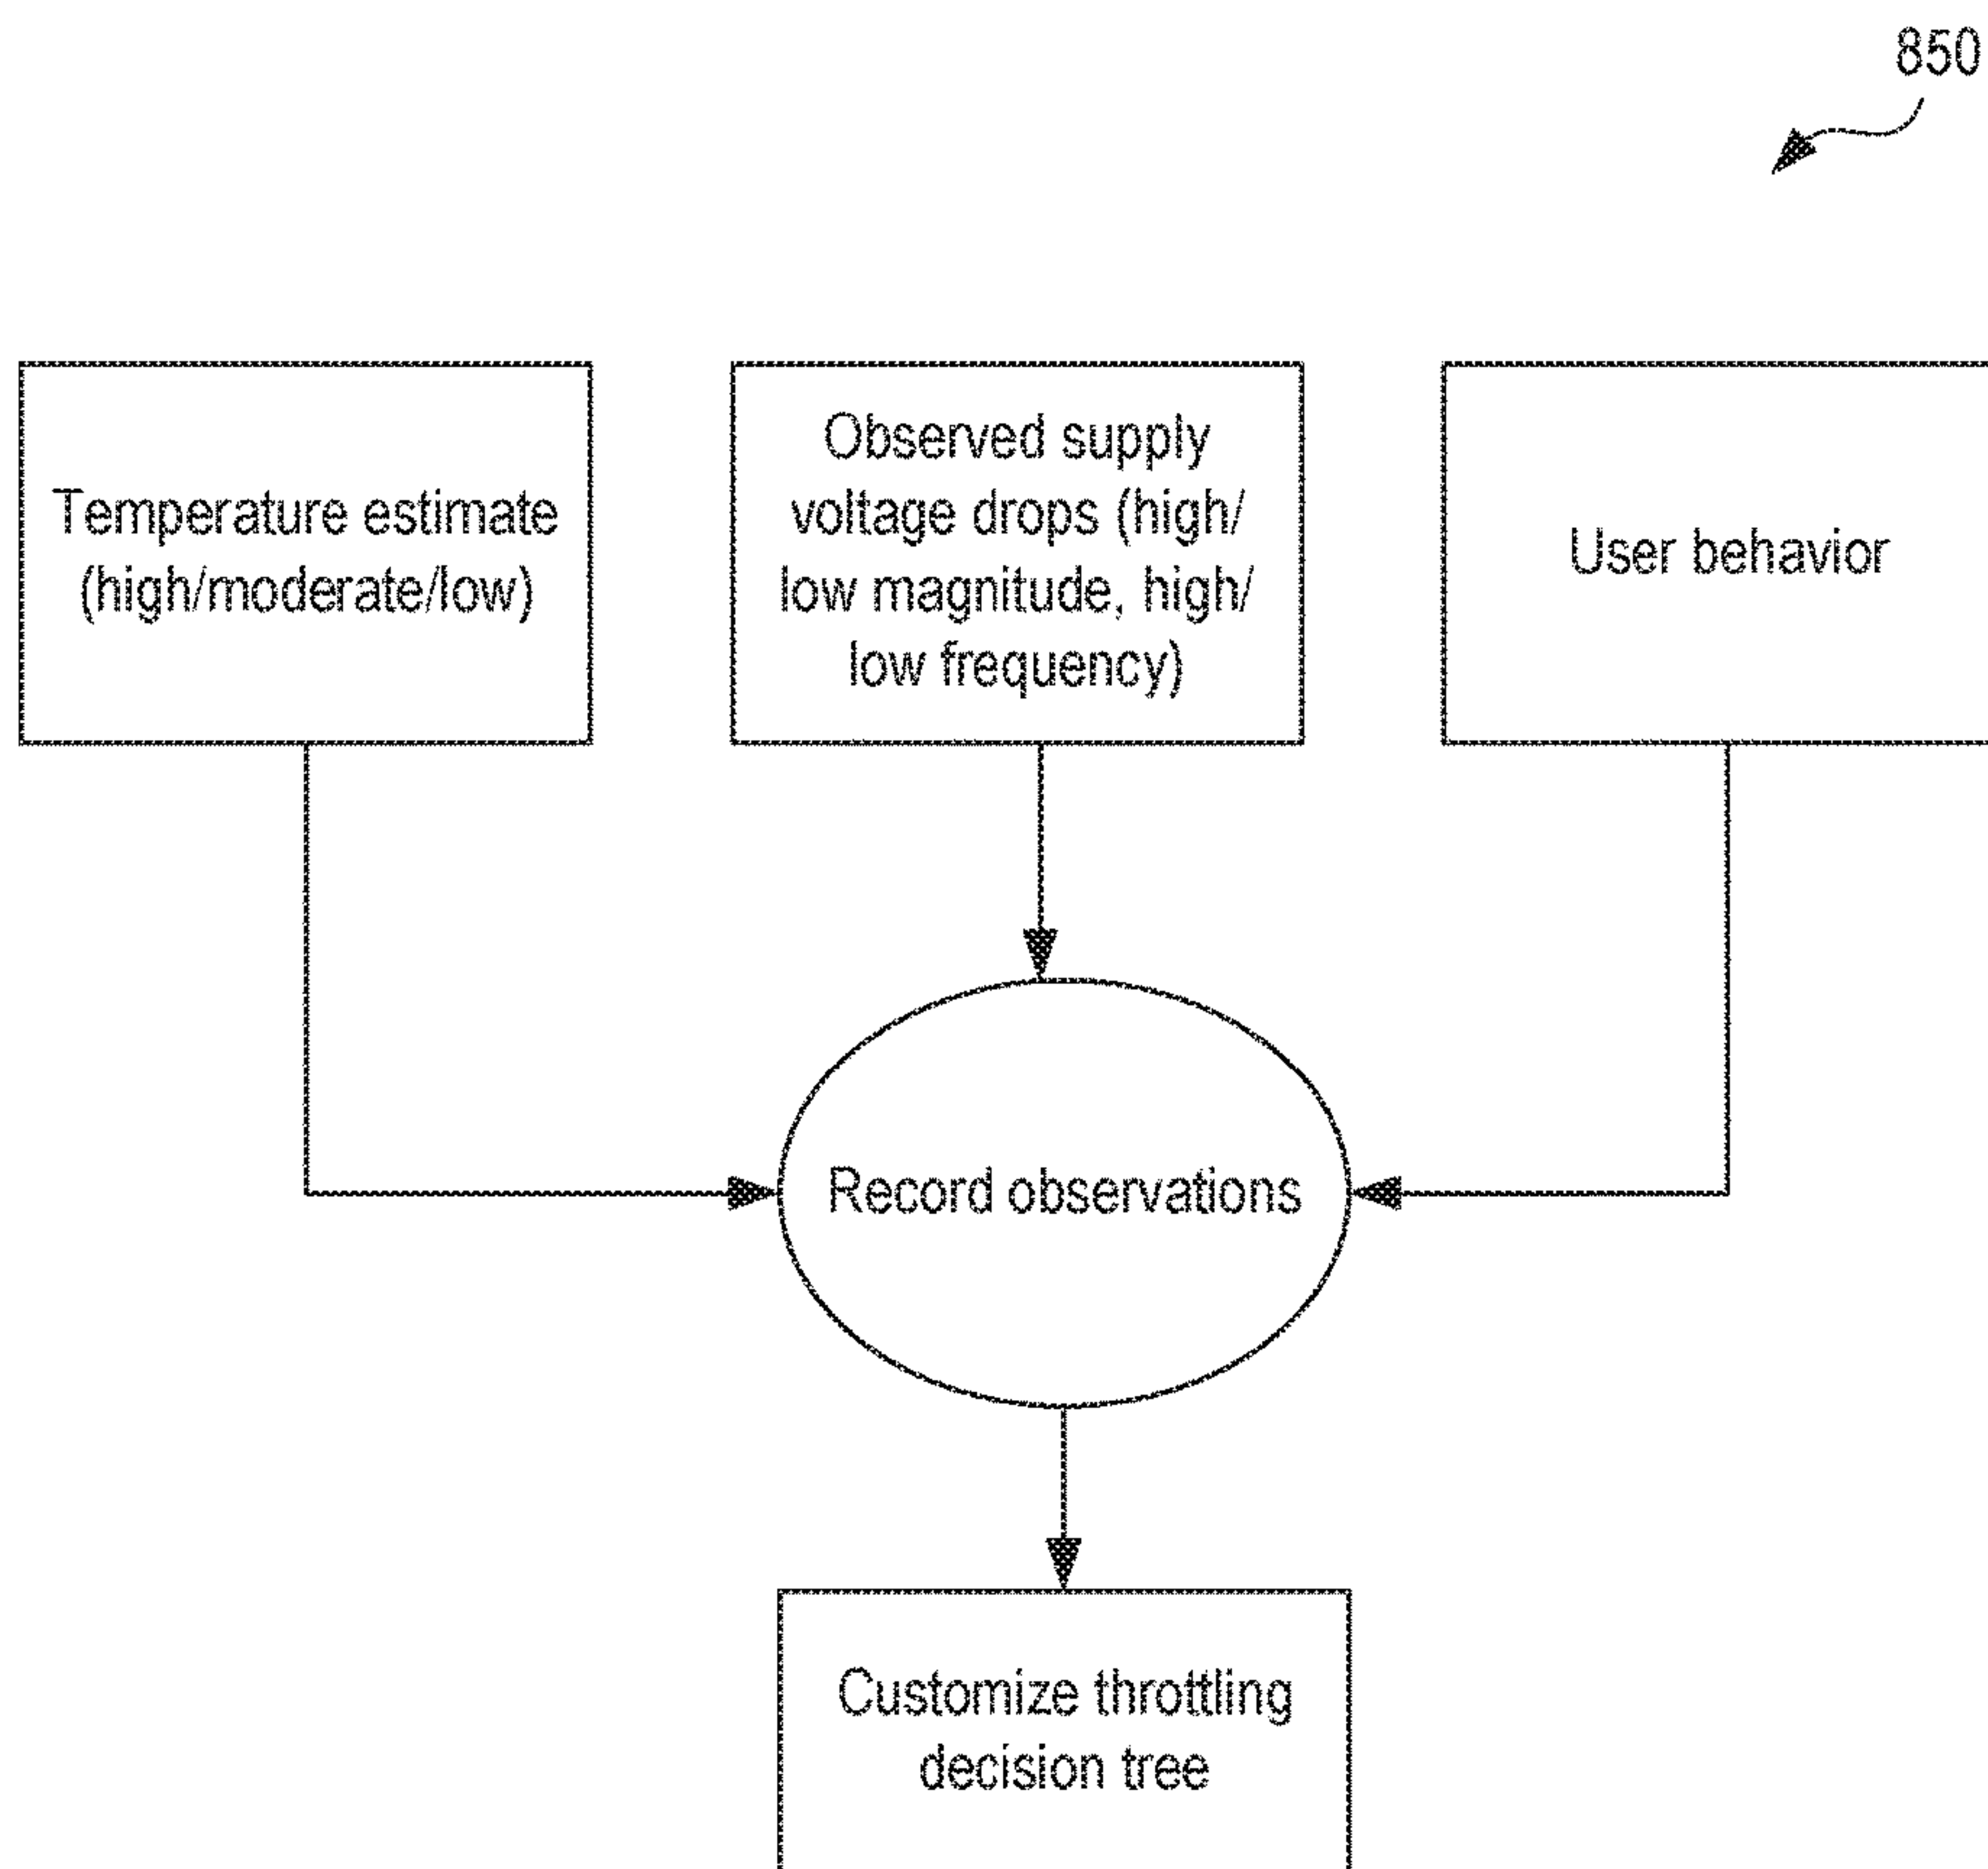 850
Temperature estimate
(high/moderate/low)
Observed supply
voltage drops (high/
low magnitude, high/
low frequency)
User behavior
Record observations
Customize throttling
decision tree